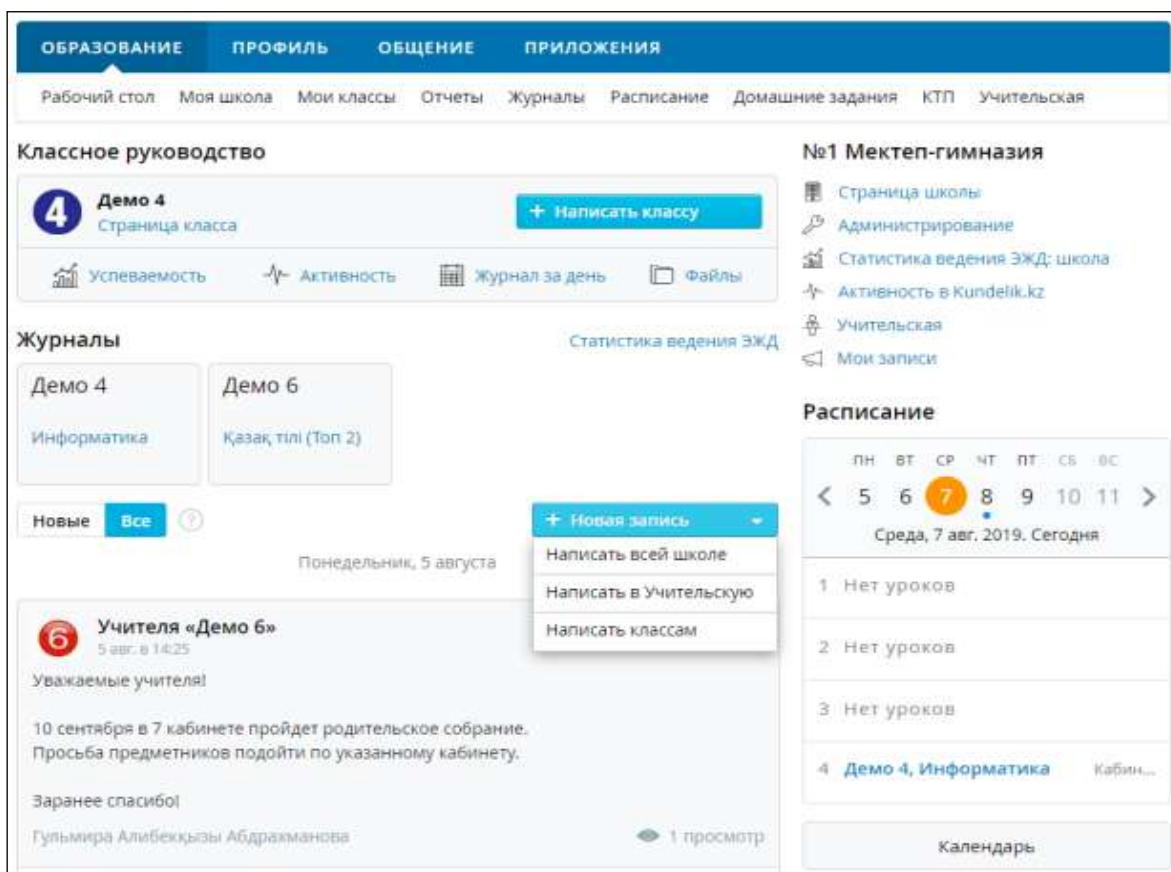 ОБРАЗОВАНИЕ ПРОФИЛЬ ОБЩЕНИЕ ПРИЛОЖЕНИЯ
Рабочий стол Моя школа Мои классы Отчеты Журналы Расписание Домашние задания КТП Учительская
Классное руководство
4 Демо 4
Страница класса
+ Написать классу
Успеваемость Активность Журнал за день Файлы
Журналы
Статистика ведения ЭЖД
Демо 4
Информатика
Демо 6
Қазақ тілі (Топ 2)
Новые Все ?
+ Новая запись
Написать всей школе
Написать в Учительскую
Написать классам
Понедельник, 5 августа
6 Учителя «Демо 6»
5 авг. в 14:25
Уважаемые учителя!
10 сентября в 7 кабинете пройдет родительское собрание.
Просьба предметников подойти по указанному кабинету.
Заранее спасибо!
Гульмира Алибекқызы Абдрахманова 1 просмотр
№1 Мектеп-гимназия
Страница школы
Администрирование
Статистика ведения ЭЖД: школа
Активность в Kundelik.kz
Учительская
Мои записи
Расписание
ПН ВТ СР ЧТ ПТ СБ ВС
5 6 7 8 9 10 11
Среда, 7 авг. 2019. Сегодня
1 Нет уроков
2 Нет уроков
3 Нет уроков
4 Демо 4, Информатика Кабин...
Календарь